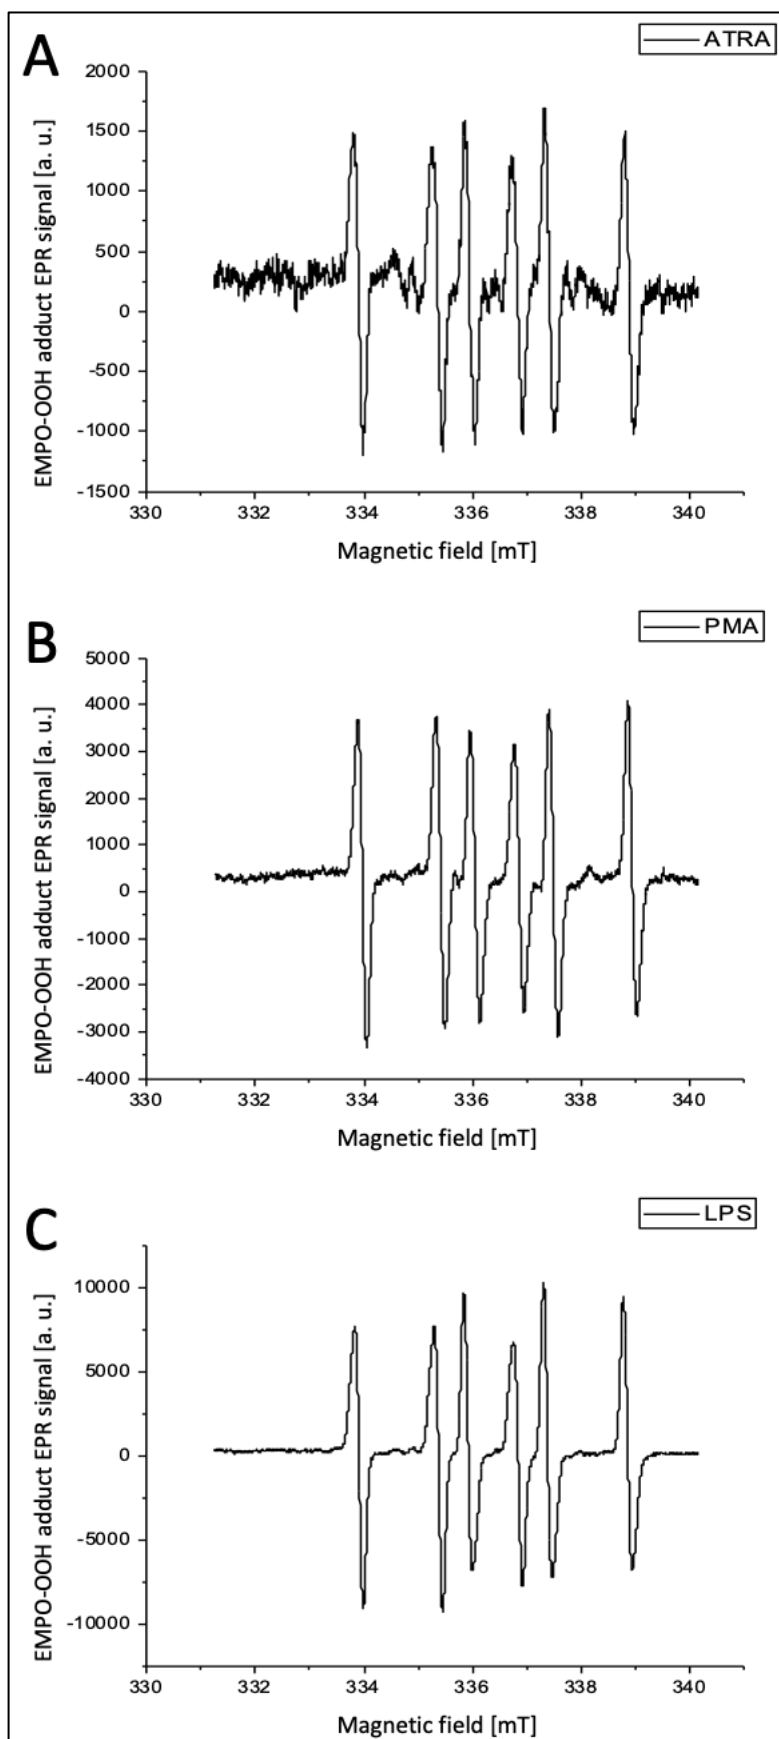 A
ATRA
EMPO-OOH adduct EPR signal [a. u.]
2000
1500
1000
500
0
-500
-1000
-1500
330 332 334 336 338 340
Magnetic field [mT]
B
PMA
EMPO-OOH adduct EPR signal [a. u.]
5000
4000
3000
2000
1000
0
-1000
-2000
-3000
-4000
330 332 334 336 338 340
Magnetic field [mT]
C
LPS
EMPO-OOH adduct EPR signal [a. u.]
10000
5000
0
-5000
-10000
330 332 334 336 338 340
Magnetic field [mT]